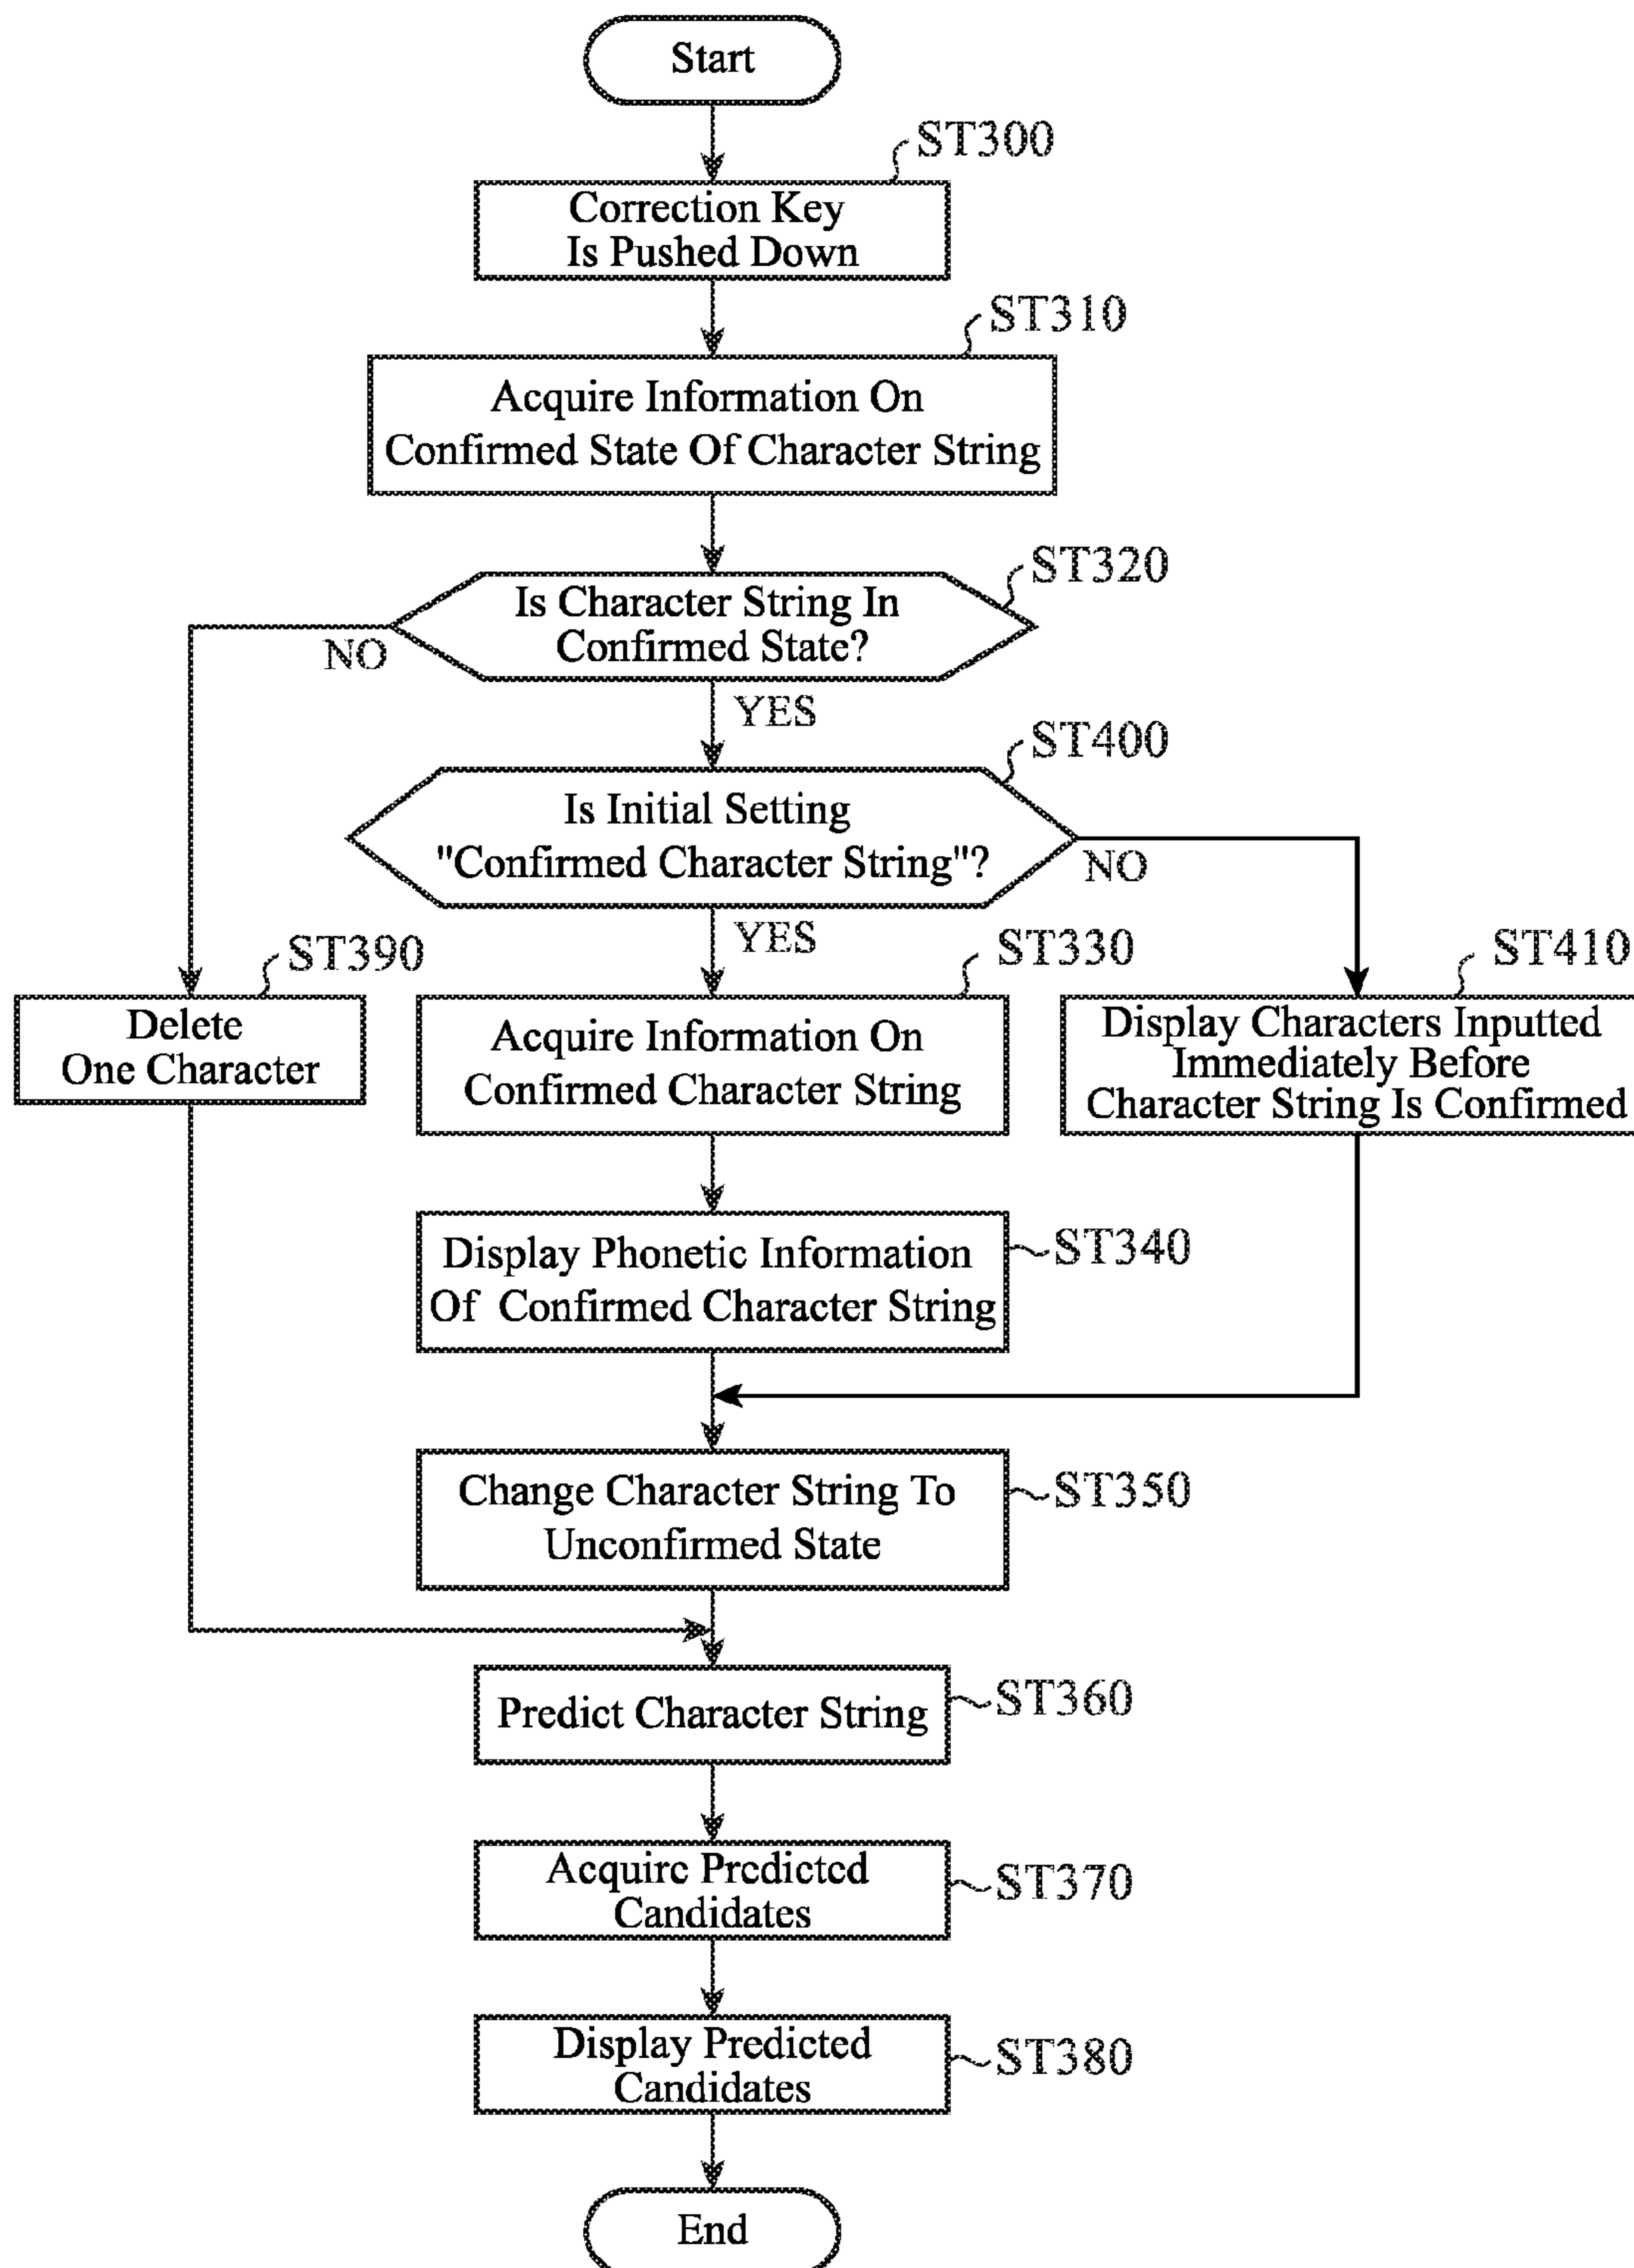 Start
ST300
Correction Key
Is Pushed Down
ST310
Acquire Information On
Confirmed State Of Character String
ST320
Is Character String In
Confirmed State?
NO
YES
ST400
Is Initial Setting
"Confirmed Character String"?
NO
YES
ST390
Delete
One Character
ST330
Acquire Information On
Confirmed Character String
ST410
Display Characters Inputted
Immediately Before
Character String Is Confirmed
Display Phonetic Information
Of Confirmed Character String
ST340
Change Character String To
Unconfirmed State
ST350
Predict Character String
ST360
Acquire Predicted
Candidates
ST370
Display Predicted
Candidates
ST380
End